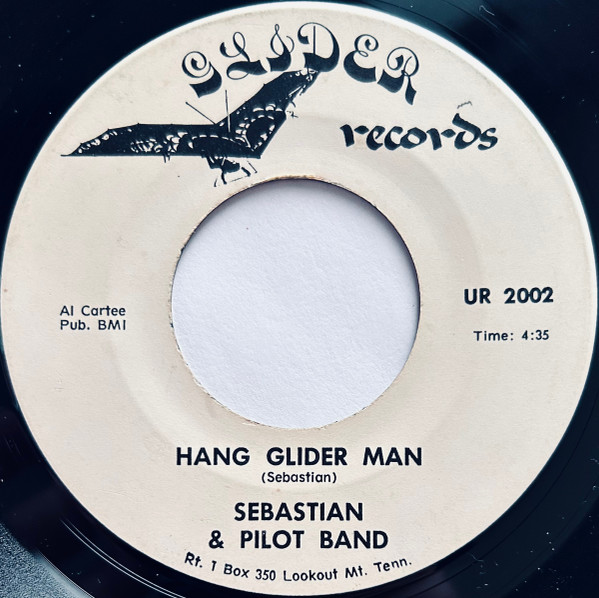 GLIDER
records
UR 2002
Al Cartee
Pub. BMI
Time: 4:35
HANG GLIDER MAN
(Sebastian)
SEBASTIAN
& PILOT BAND
Rt. 1 Box 350 Lookout Mt. Tenn.